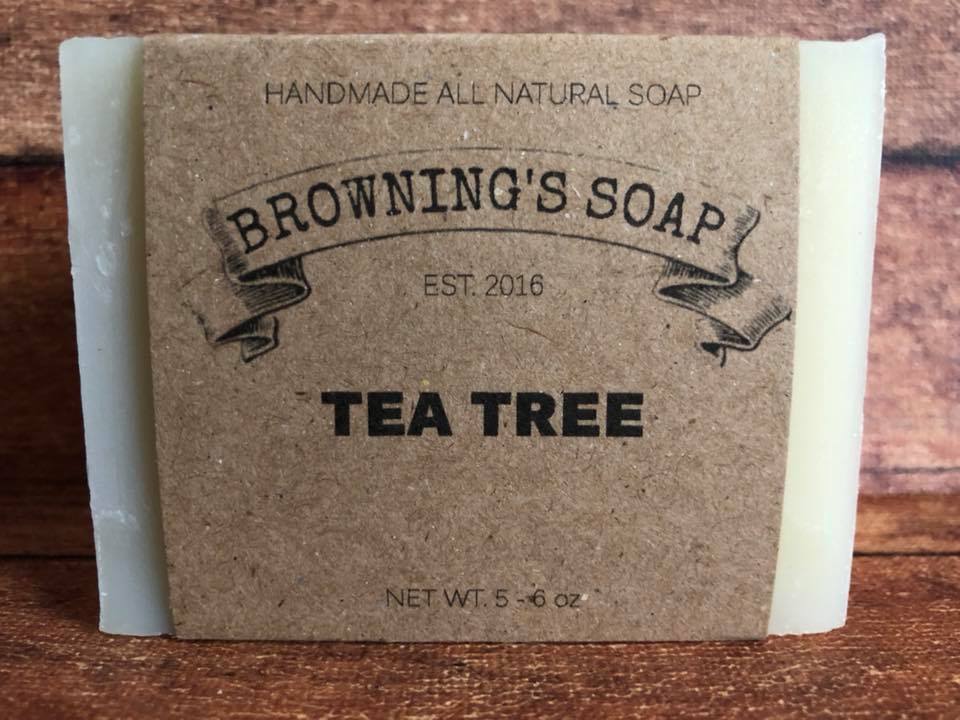 HANDMADE ALL NATURAL SOAP
BROWNING'S SOAP
EST. 2016
TEA TREE
NET WT. 5 - 6 oz